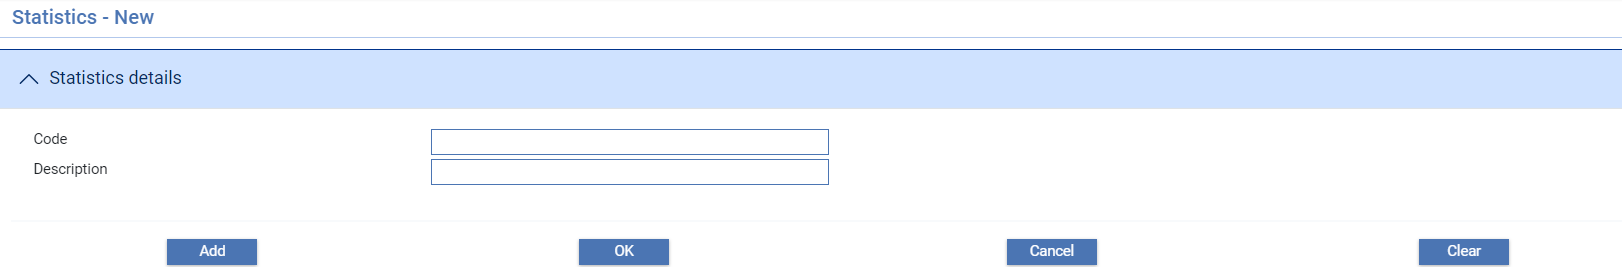 Statistics - New
Statistics details
Code
Description
Add OK Cancel Clear